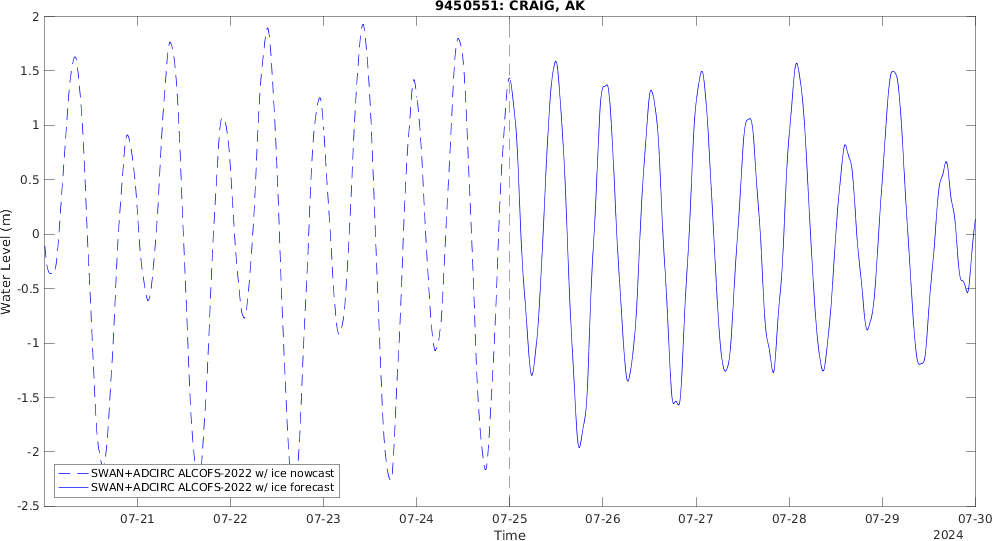 9450551: CRAIG, AK
Water Level (m)
2
1.5
1
0.5
0
-0.5
-1
-1.5
-2
-2.5
SWAN+ADCIRC ALCOFS-2022 w/ ice nowcast
SWAN+ADCIRC ALCOFS-2022 w/ ice forecast
07-21 07-22 07-23 07-24 07-25 07-26 07-27 07-28 07-29 07-30
Time
2024